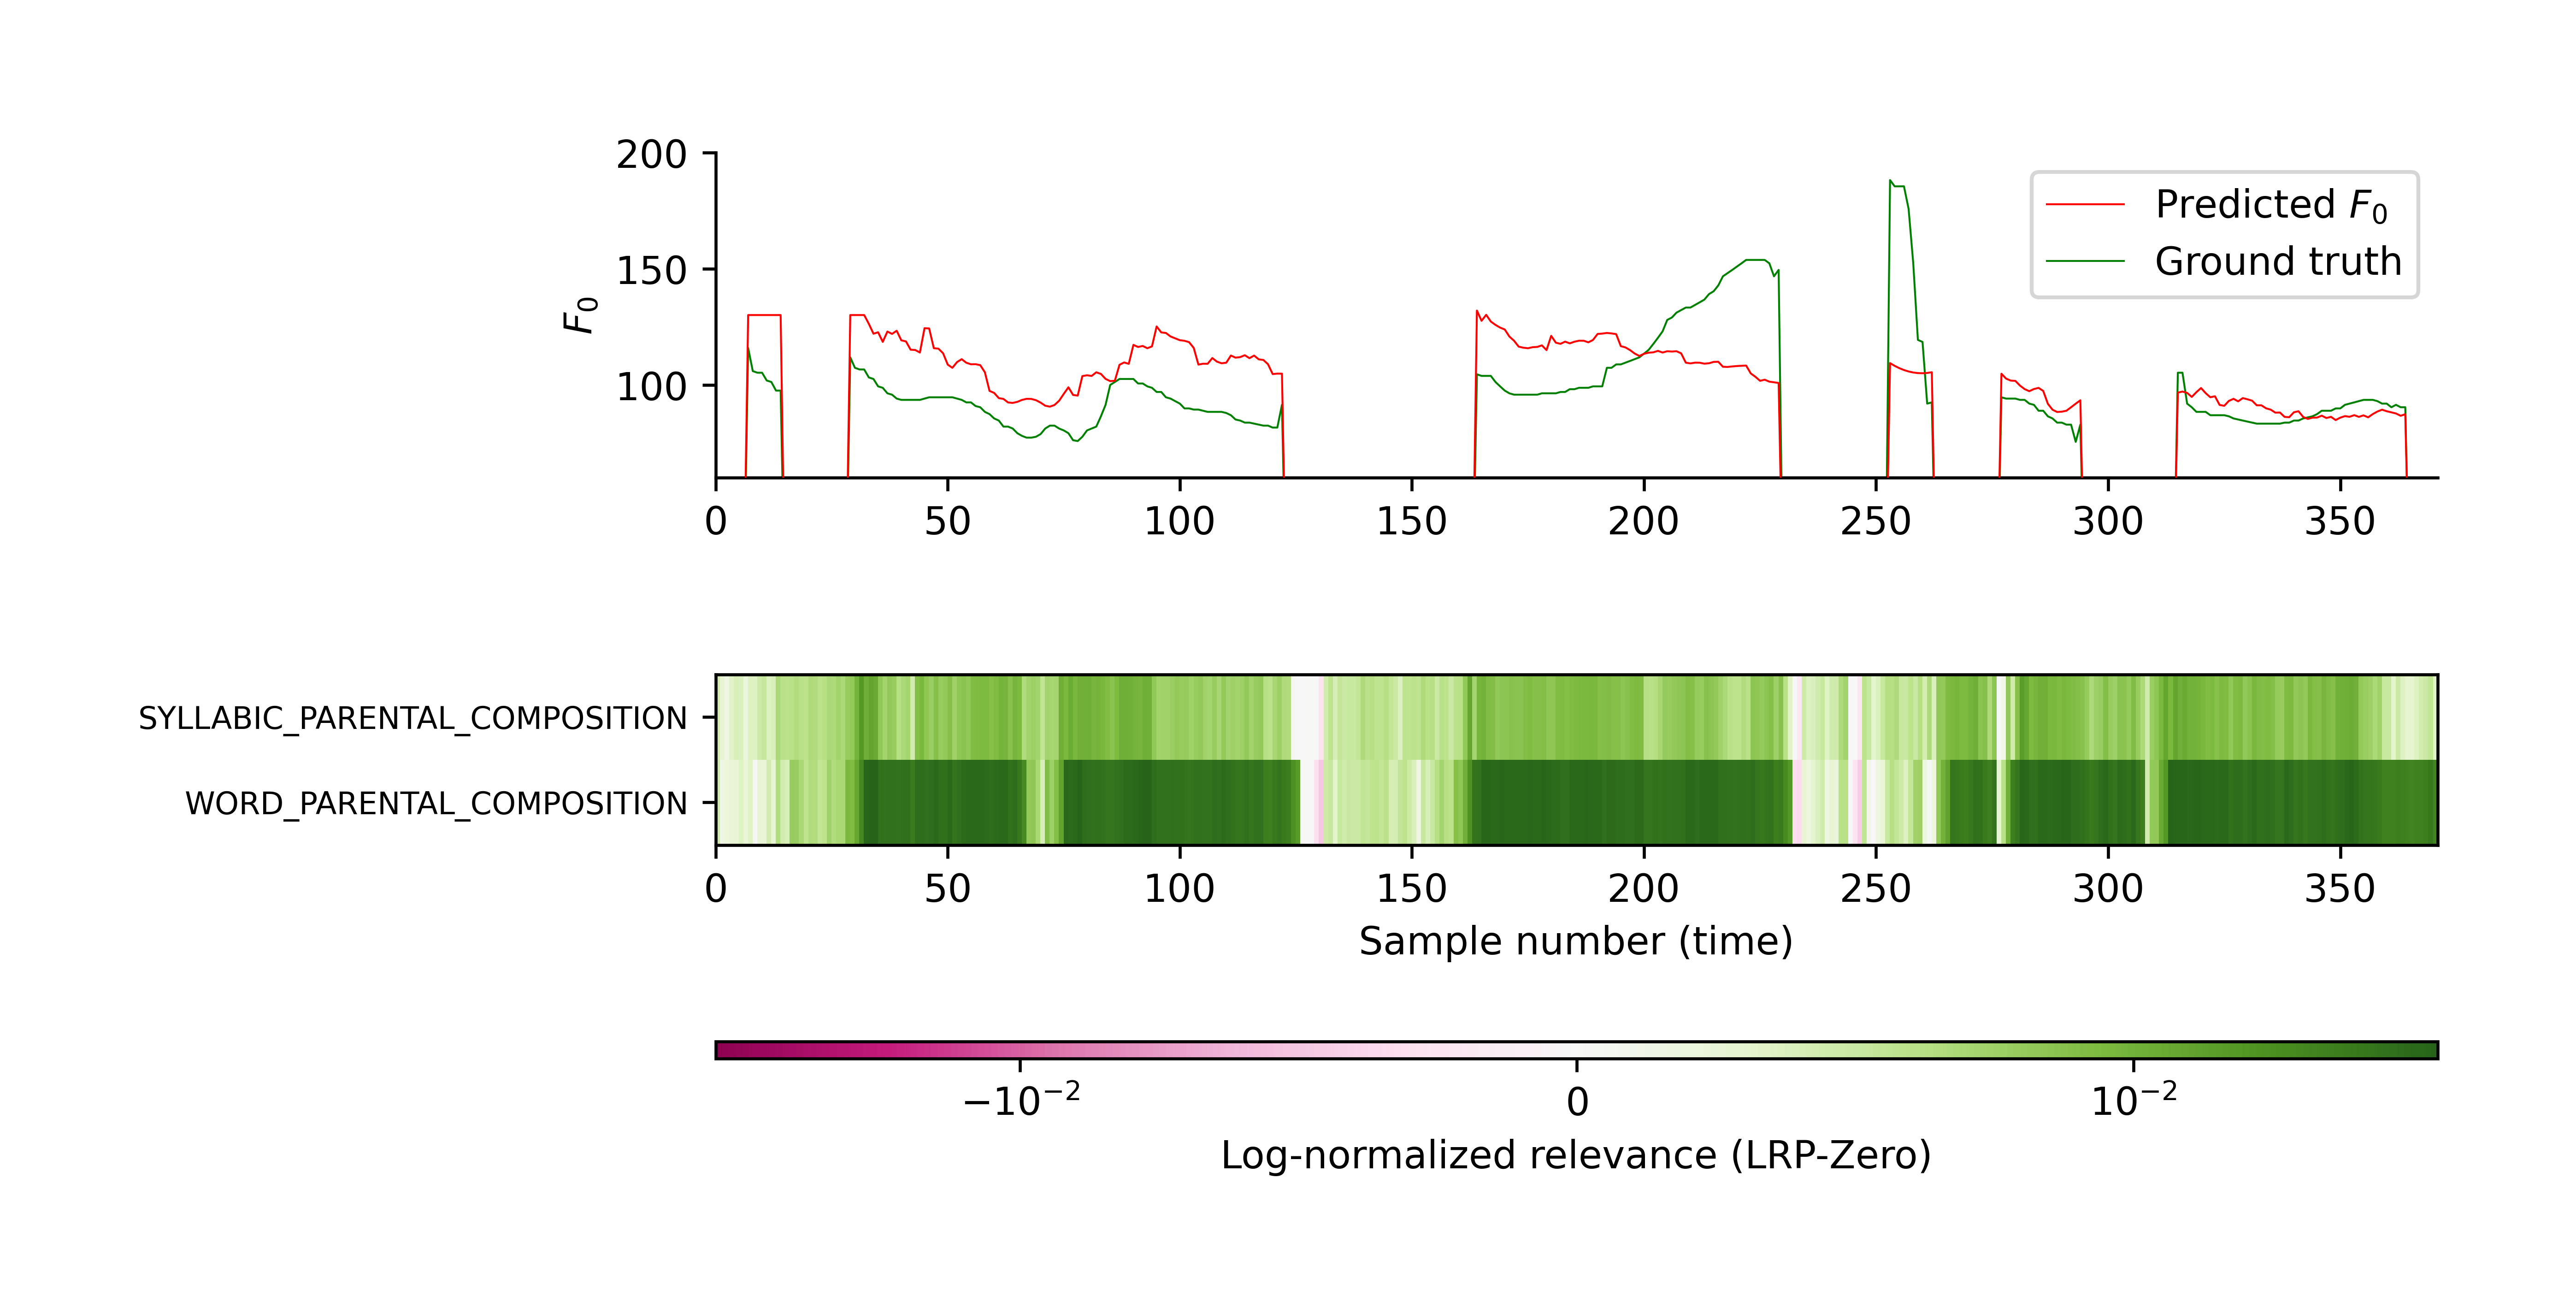 200
150
100
F₀
Predicted F₀
Ground truth
0 50 100 150 200 250 300 350
SYLLABIC_PARENTAL_COMPOSITION
WORD_PARENTAL_COMPOSITION
0 50 100 150 200 250 300 350
Sample number (time)
−10⁻² 0 10⁻²
Log-normalized relevance (LRP-Zero)